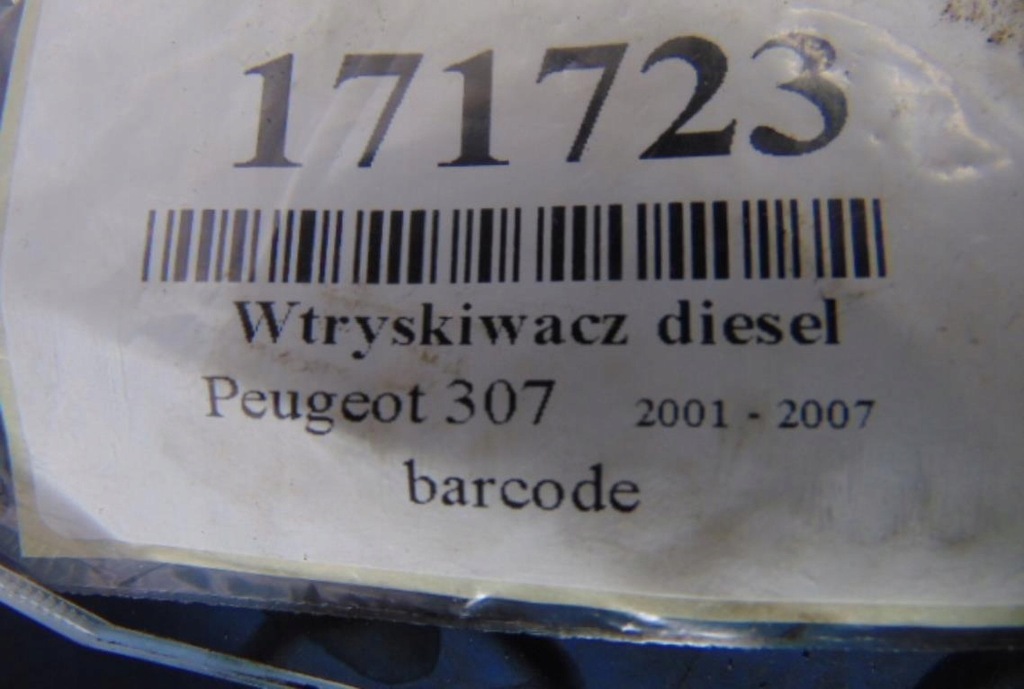 171723
Wtryskiwacz diesel
Peugeot 307 2001 - 2007
barcode